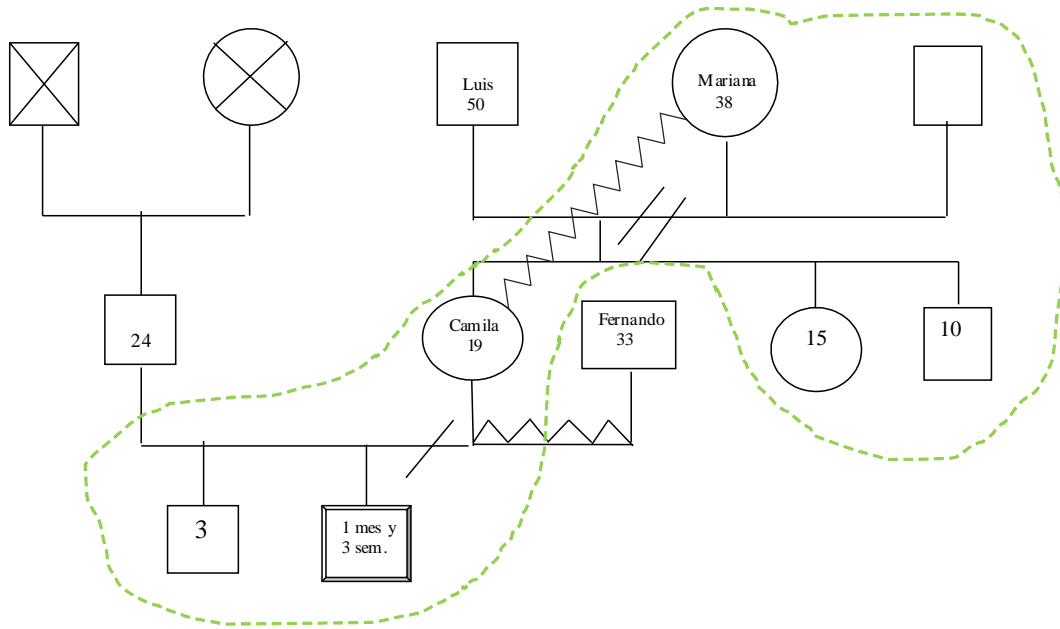 Luis
50
Mariana
38
24
Camila
19
Fernando
33
15
10
3
1 mes y
3 sem.